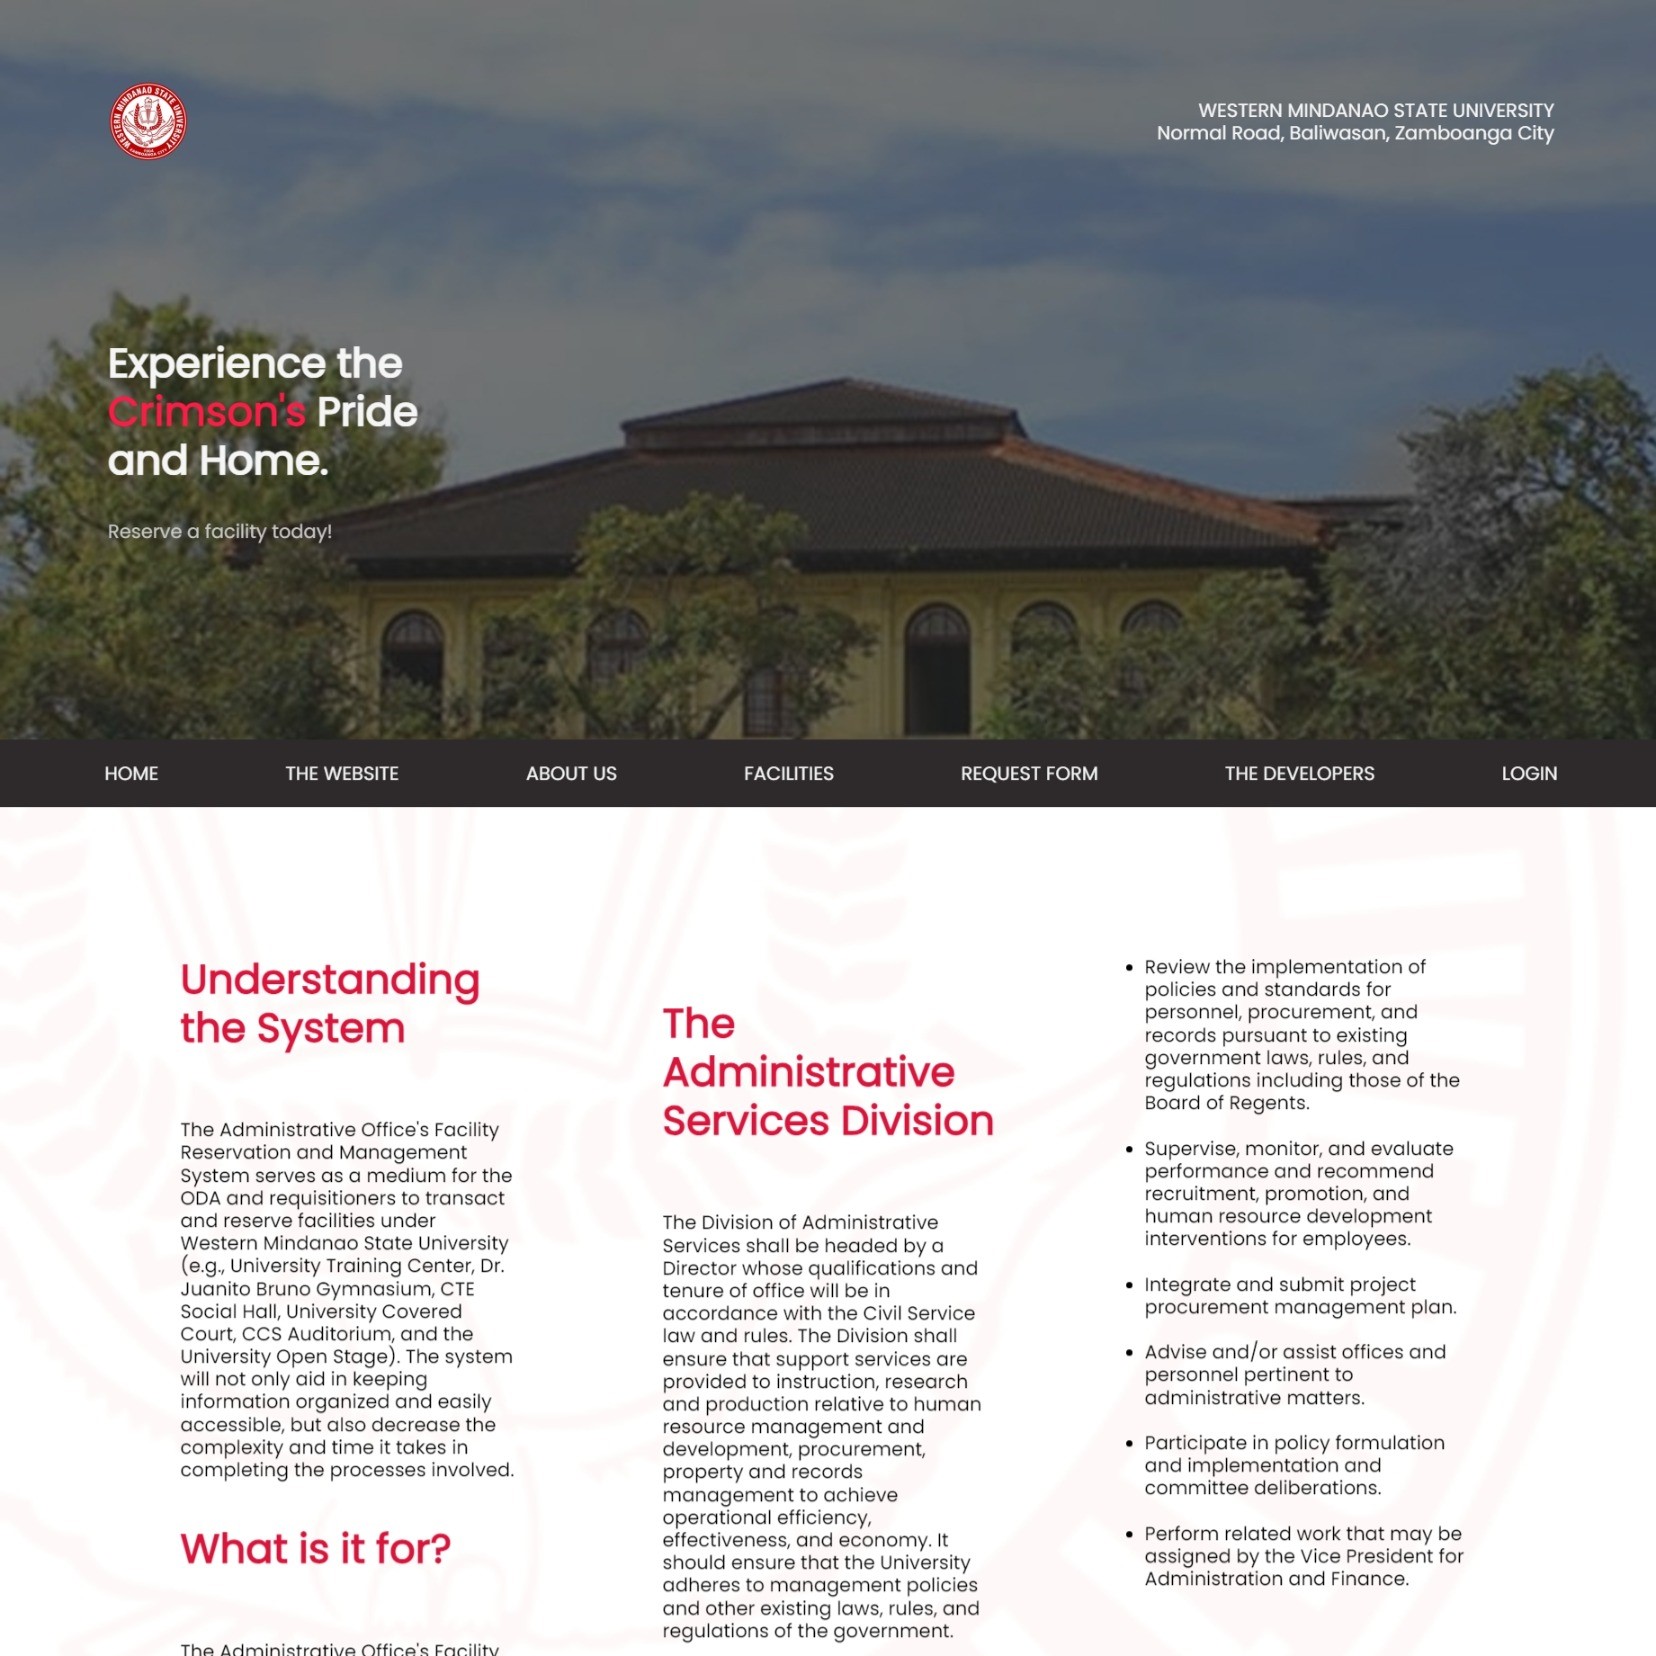 WESTERN MINDANAO STATE UNIVERSITY
WESTERN MINDANAO STATE UNIVERSITY
Normal Road, Baliwasan, Zamboanga City
Experience the
Crimson's Pride
and Home.
Reserve a facility today!
HOME THE WEBSITE ABOUT US FACILITIES REQUEST FORM THE DEVELOPERS LOGIN
Understanding
the System
The Administrative Office's Facility
Reservation and Management
System serves as a medium for the
ODA and requisitioners to transact
and reserve facilities under
Western Mindanao State University
(e.g., University Training Center, Dr.
Juanito Bruno Gymnasium, CTE
Social Hall, University Covered
Court, CCS Auditorium, and the
University Open Stage). The system
will not only aid in keeping
information organized and easily
accessible, but also decrease the
complexity and time it takes in
completing the processes involved.
What is it for?
The Administrative Office's Facility
The
Administrative
Services Division
The Division of Administrative
Services shall be headed by a
Director whose qualifications and
tenure of office will be in
accordance with the Civil Service
law and rules. The Division shall
ensure that support services are
provided to instruction, research
and production relative to human
resource management and
development, procurement,
property and records
management to achieve
operational efficiency,
effectiveness, and economy. It
should ensure that the University
adheres to management policies
and other existing laws, rules, and
regulations of the government.
• Review the implementation of
policies and standards for
personnel, procurement, and
records pursuant to existing
government laws, rules, and
regulations including those of the
Board of Regents.
• Supervise, monitor, and evaluate
performance and recommend
recruitment, promotion, and
human resource development
interventions for employees.
• Integrate and submit project
procurement management plan.
• Advise and/or assist offices and
personnel pertinent to
administrative matters.
• Participate in policy formulation
and implementation and
committee deliberations.
• Perform related work that may be
assigned by the Vice President for
Administration and Finance.